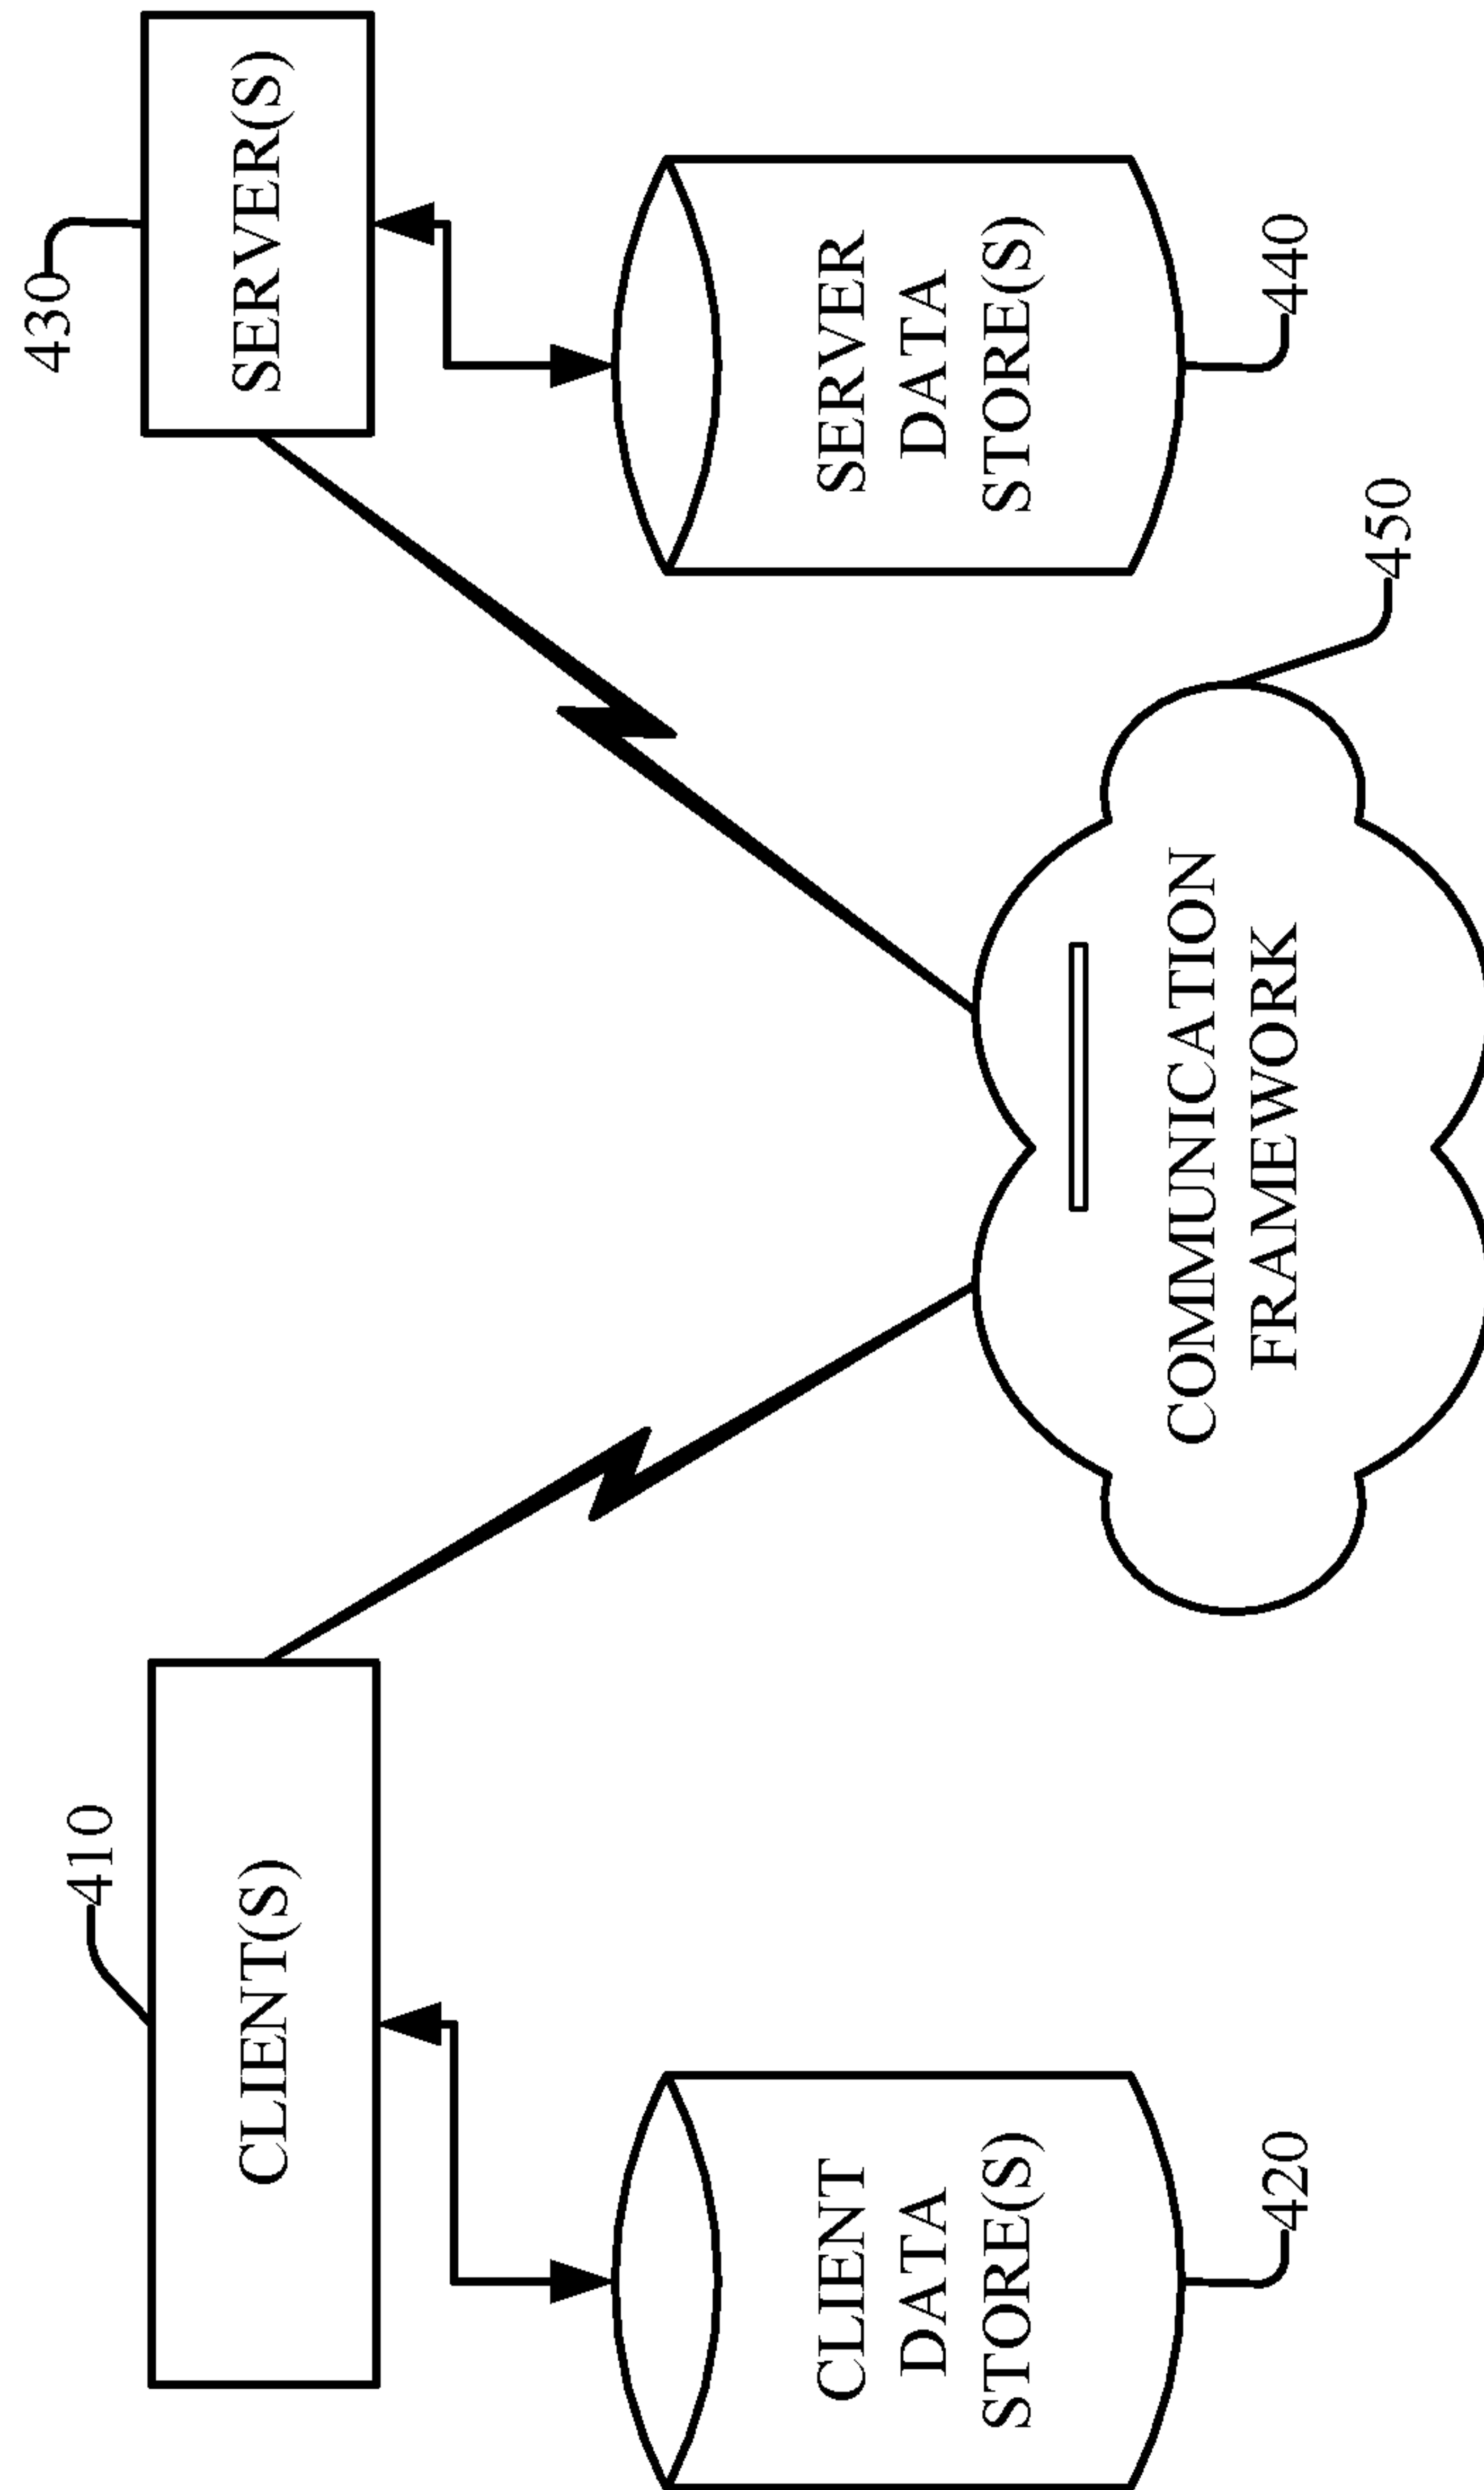 410
430
CLIENT(S)
SERVER(S)
CLIENT
DATA
STORE(S)
SERVER
DATA
STORE(S)
COMMUNICATION
FRAMEWORK
420
440
450